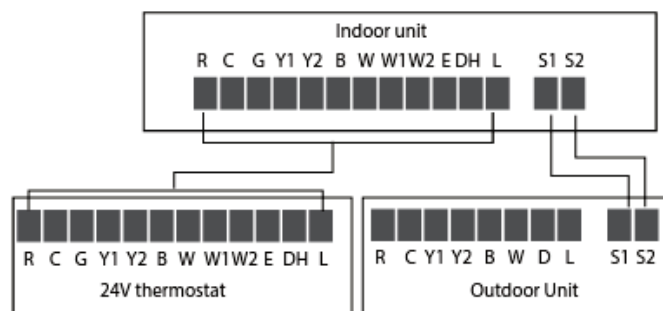 Indoor unit
R C G Y1 Y2 B W W1 W2 E DH L S1 S2
R C G Y1 Y2 B W W1 W2 E DH L
24V thermostat
R C Y1 Y2 B W D L S1 S2
Outdoor Unit